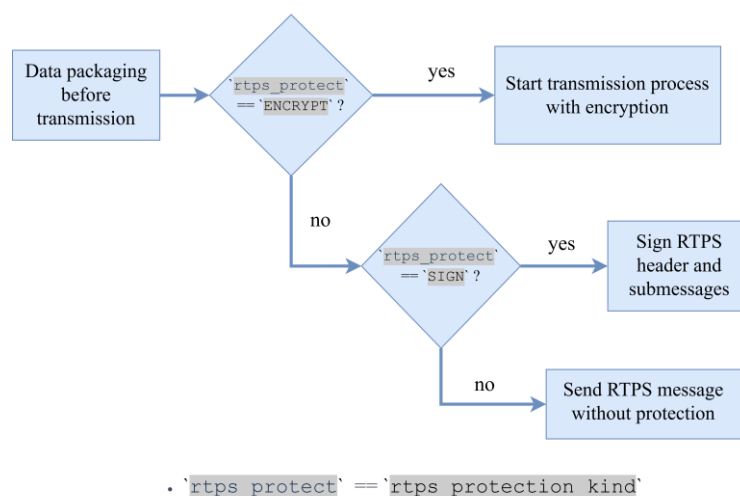 Data packaging
before
transmission
`rtps_protect`
== `ENCRYPT` ?
yes
Start transmission process
with encryption
no
`rtps_protect`
== `SIGN` ?
yes
Sign RTPS
header and
submessages
no
Send RTPS message
without protection
• `rtps_protect` == `rtps_protection_kind`